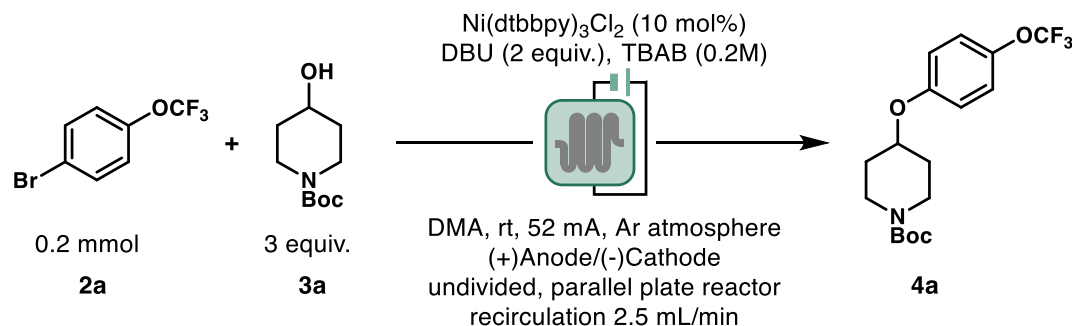 Ni(dtbbpy)₃Cl₂ (10 mol%)
DBU (2 equiv.), TBAB (0.2M)
OCF₃
Br
0.2 mmol
2a
+
OH
N
Boc
3 equiv.
3a
DMA, rt, 52 mA, Ar atmosphere
(+)Anode/(-)Cathode
undivided, parallel plate reactor
recirculation 2.5 mL/min
OCF₃
O
N
Boc
4a